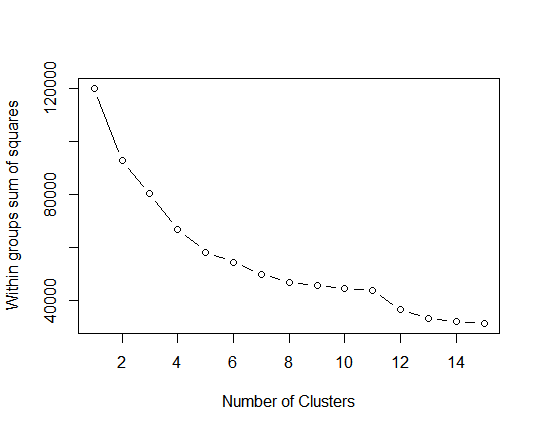 Within groups sum of squares
120000
80000
40000
2 4 6 8 10 12 14
Number of Clusters